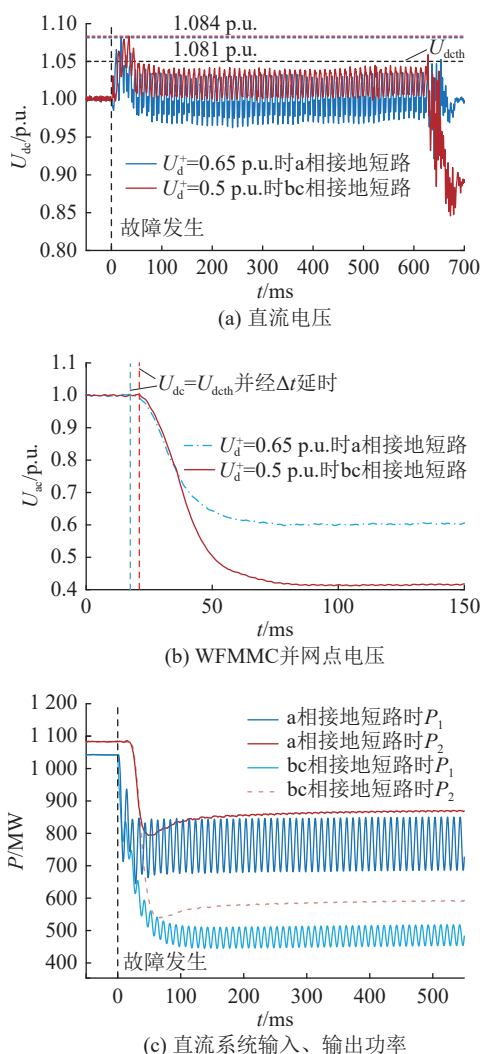 1.084 p.u.
1.081 p.u.
U_dcth
1.10
1.05
1.00
0.95
0.90
0.85
0.80
U_dc/p.u.
U_d^+=0.65 p.u.时a相接地短路
U_d^+=0.5 p.u.时bc相接地短路
故障发生
0 100 200 300 400 500 600 700
t/ms
(a) 直流电压
1.1
1.0
0.9
0.8
0.7
0.6
0.5
0.4
U_ac/p.u.
U_dc=U_dcth并经Δt延时
U_d^+=0.65 p.u.时a相接地短路
U_d^+=0.5 p.u.时bc相接地短路
0 50 100 150
t/ms
(b) WFMMC并网点电压
1 200
1 100
1 000
900
800
700
600
500
400
P/MW
a相接地短路时P_1
a相接地短路时P_2
bc相接地短路时P_1
bc相接地短路时P_2
故障发生
0 100 200 300 400 500
t/ms
(c) 直流系统输入、输出功率